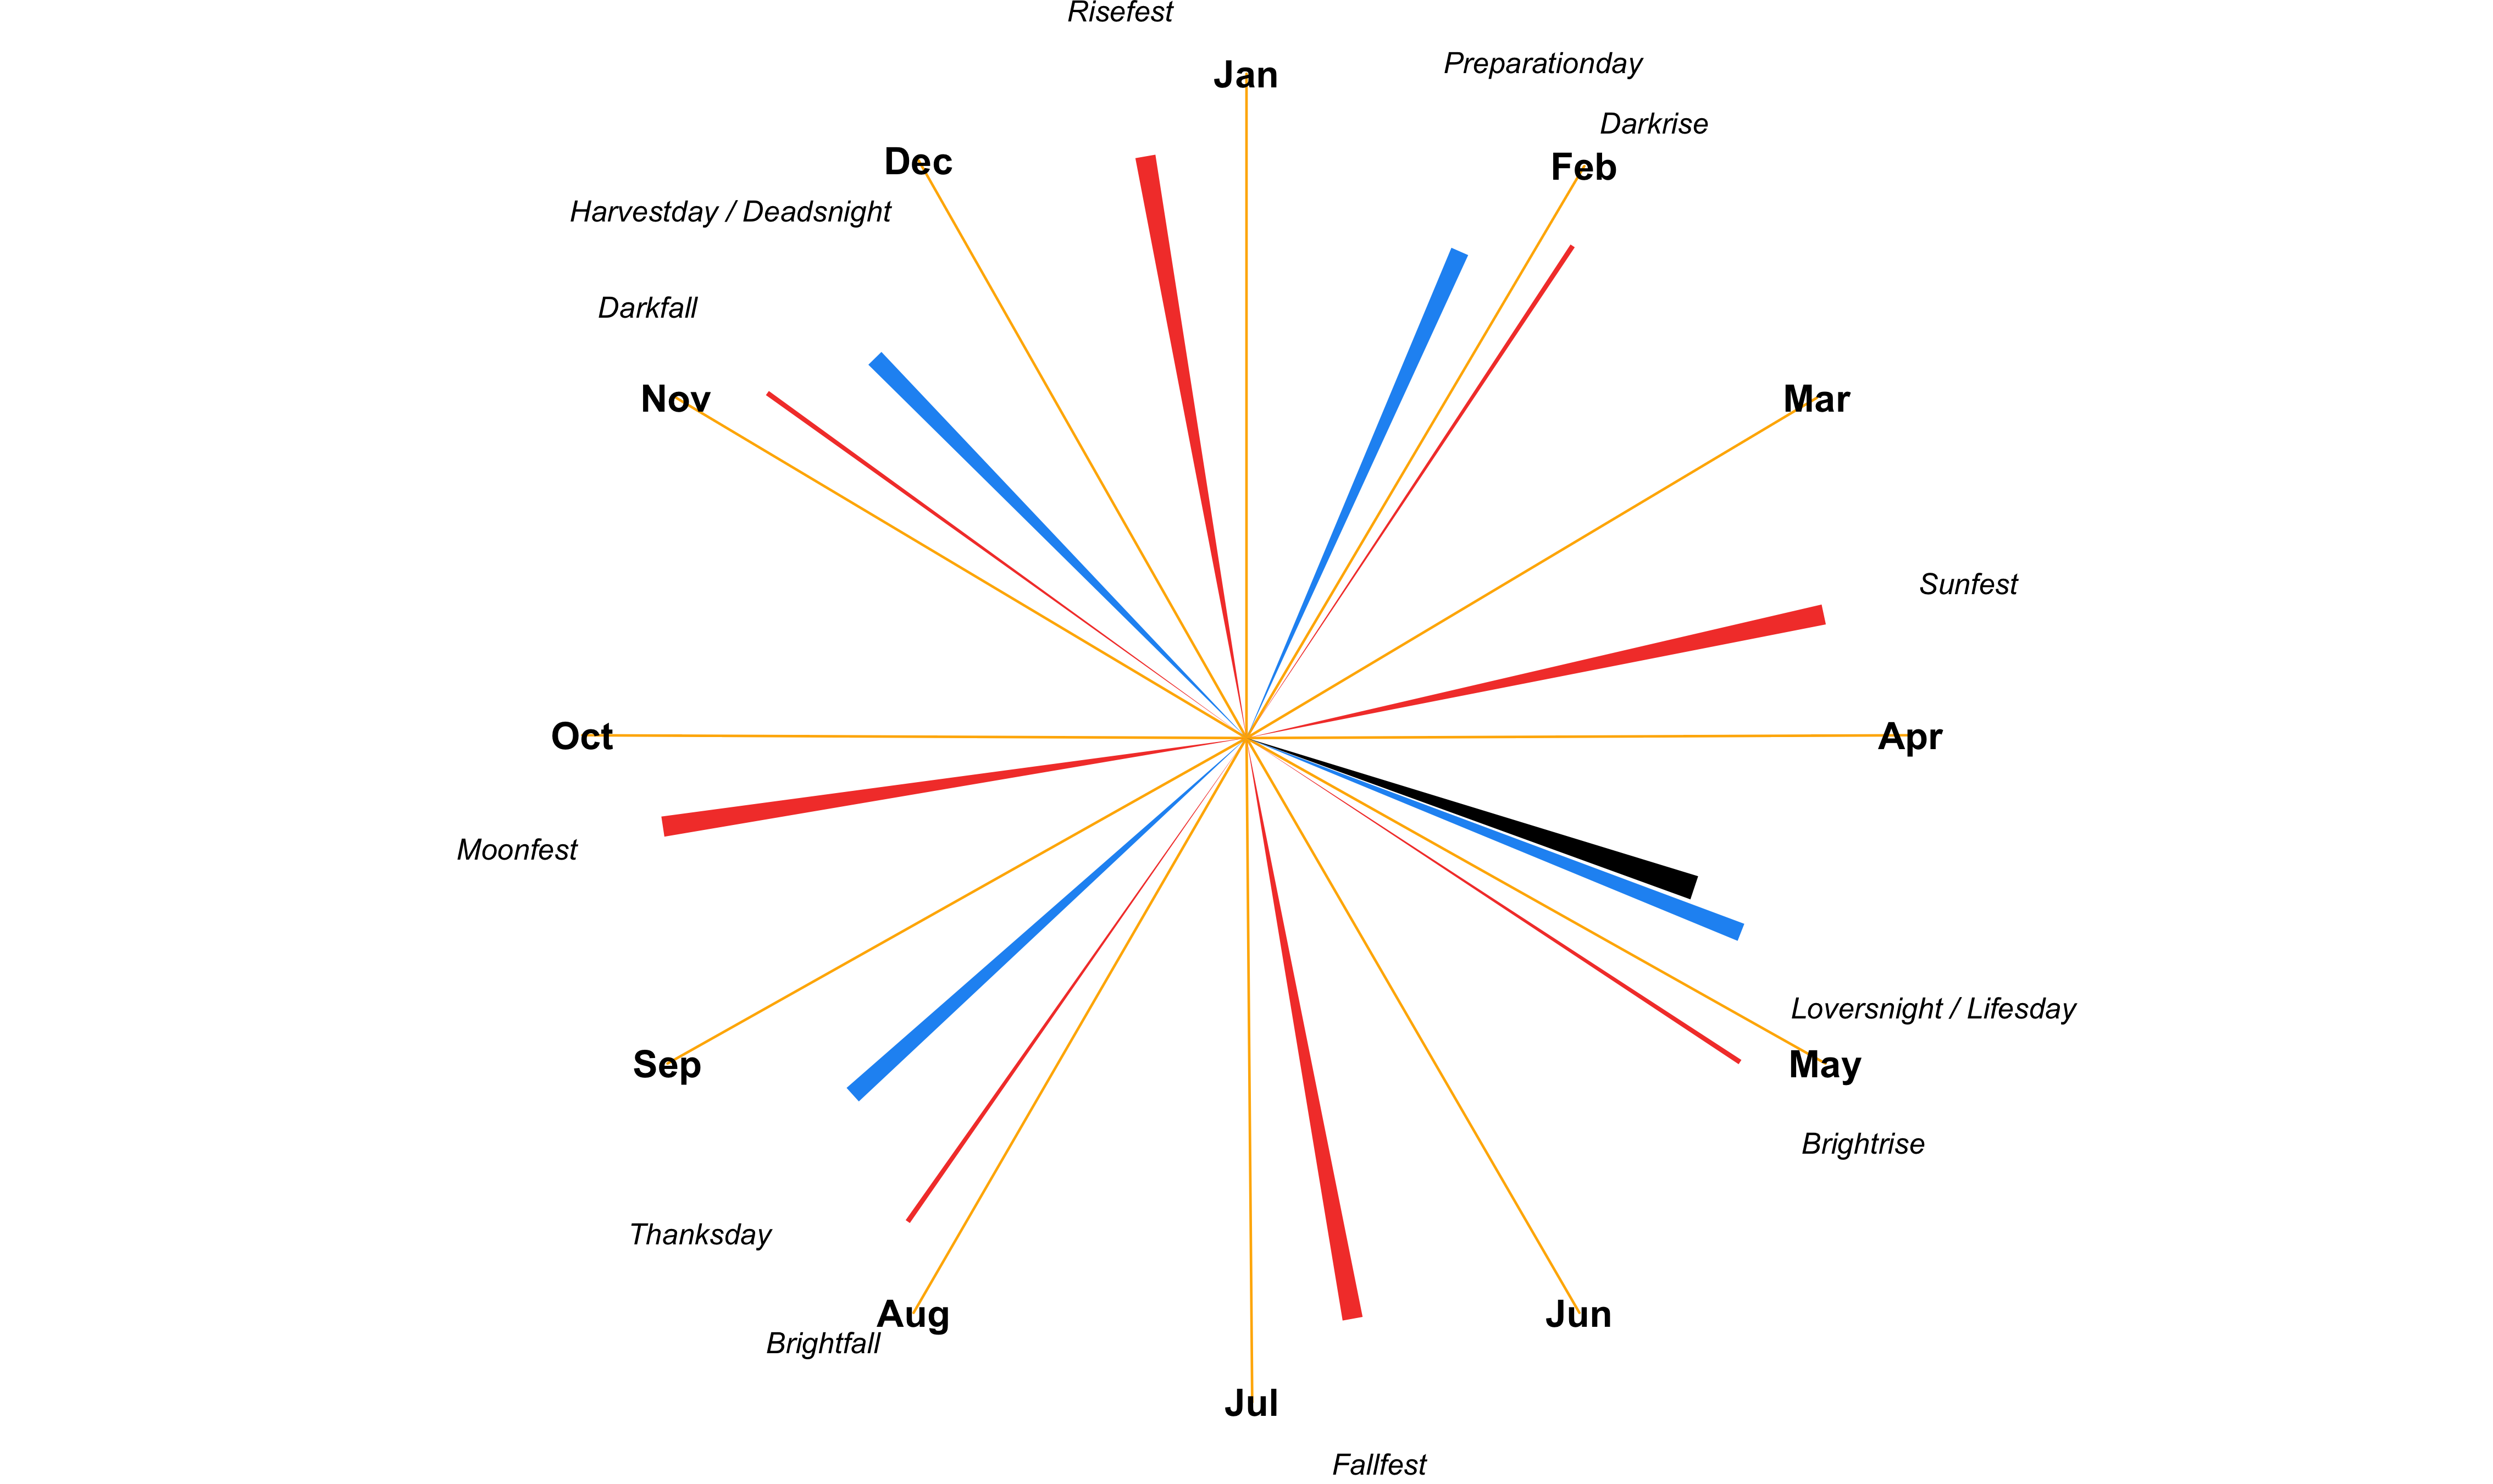 Risefest
Jan
Preparationday
Darkrise
Dec
Feb
Harvestday / Deadsnight
Darkfall
Nov
Mar
Sunfest
Oct
Apr
Moonfest
Loversnight / Lifesday
Sep
May
Brightrise
Thanksday
Aug
Jun
Brightfall
Jul
Fallfest